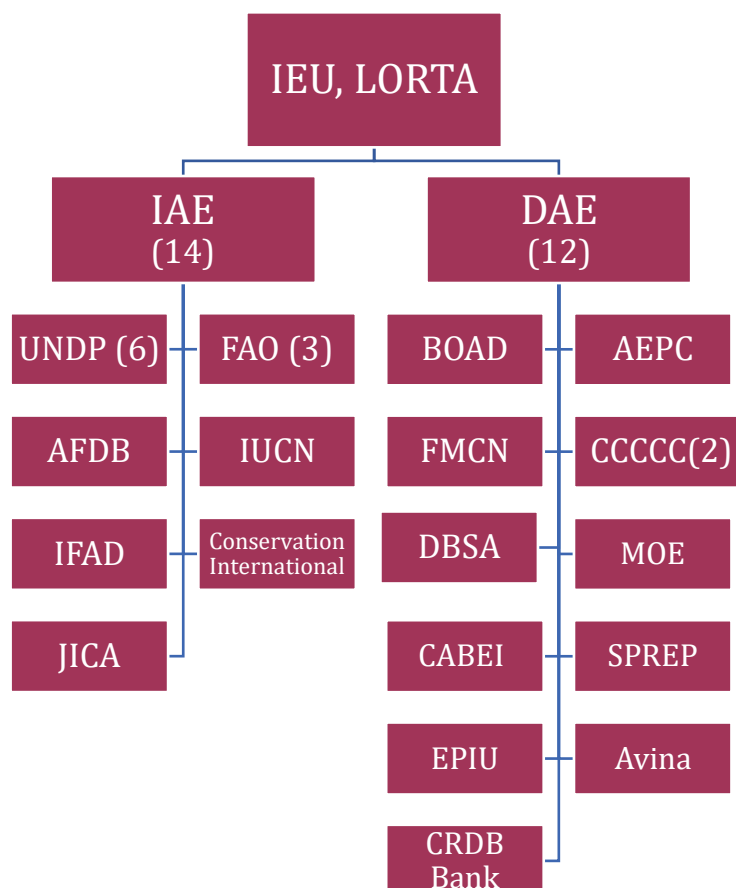 IEU, LORTA
IAE
(14)
DAE
(12)
UNDP (6)
FAO (3)
BOAD
AEPC
AFDB
IUCN
FMCN
CCCCC(2)
IFAD
Conservation
International
DBSA
MOE
JICA
CABEI
SPREP
EPIU
Avina
CRDB
Bank